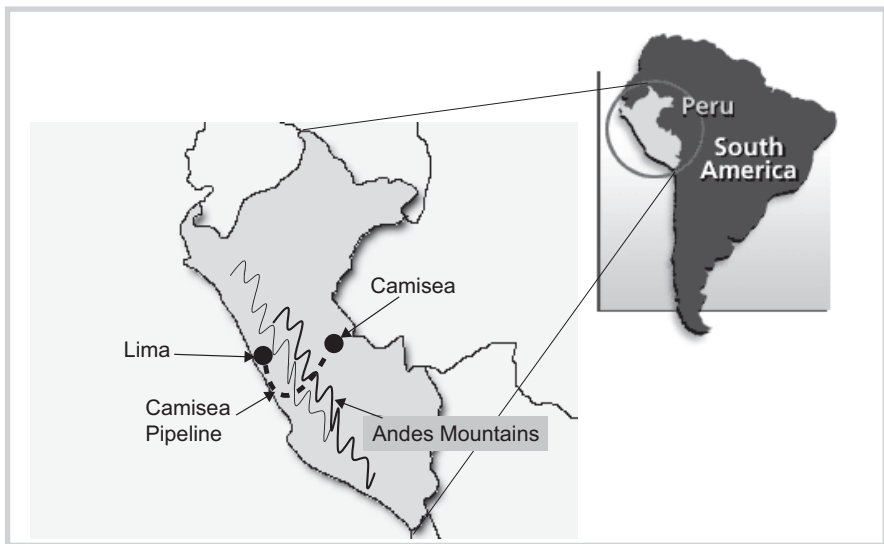 Peru
South
America
Camisea
Lima
Camisea
Pipeline
Andes Mountains